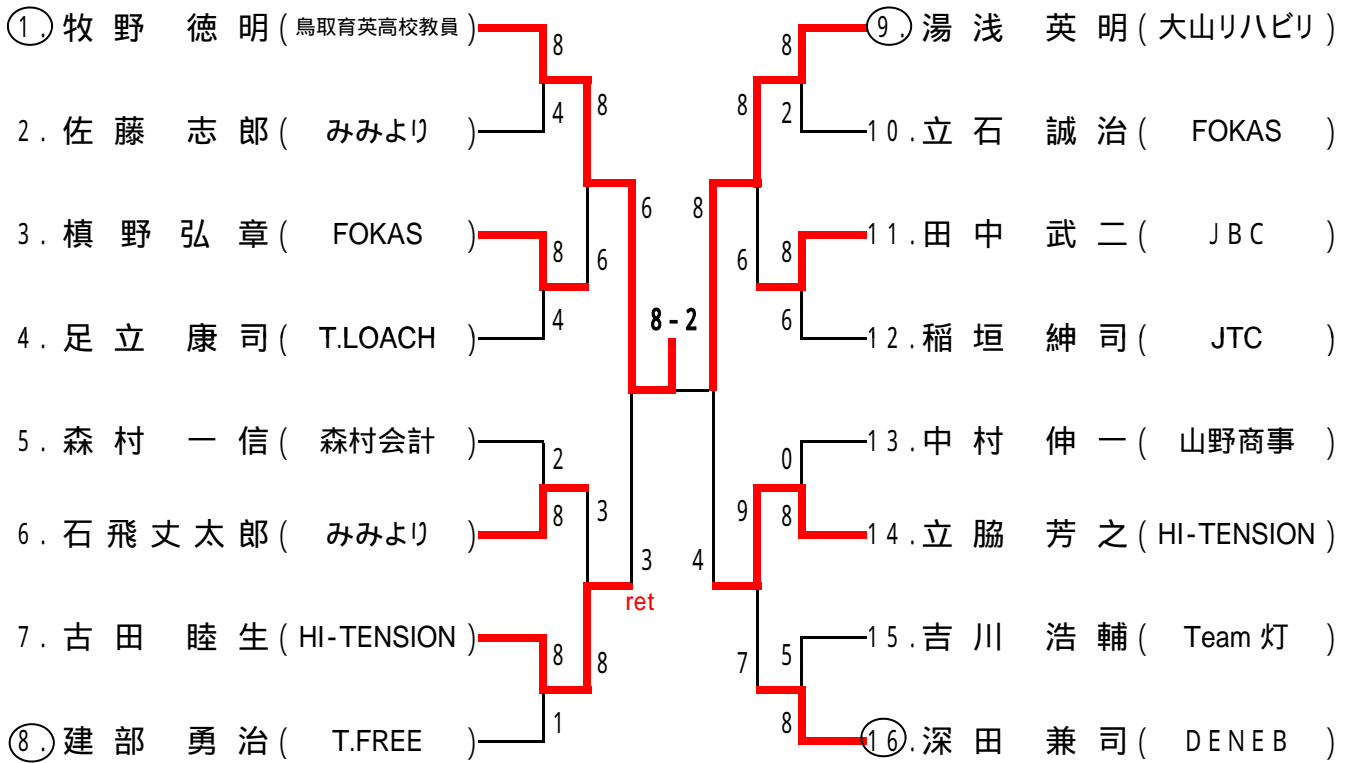 1.牧野 徳明(鳥取育英高校教員)
8
4
2.佐藤 志郎(みみより)
8
3.槙野弘章(FOKAS)
8
6
4
4.足立 康司(T.LOACH)
6
5.森村 一信(森村会計)
2
8
3
6.石飛丈太郎(みみより)
3
ret
7.古田 睦生(HI-TENSION)
8
8
1
8.建部 勇治(T.FREE)
8-2
9.湯浅 英明(大山リハビリ)
8
8
2
10.立石 誠治(FOKAS)
8
11.田中 武二(JBC)
6
8
6
12.稲垣 紳司(JTC)
13.中村 伸一(山野商事)
0
9
8
14.立脇 芳之(HI-TENSION)
4
15.吉川 浩輔(Team 灯)
7
5
8
16.深田 兼司(DENEB)